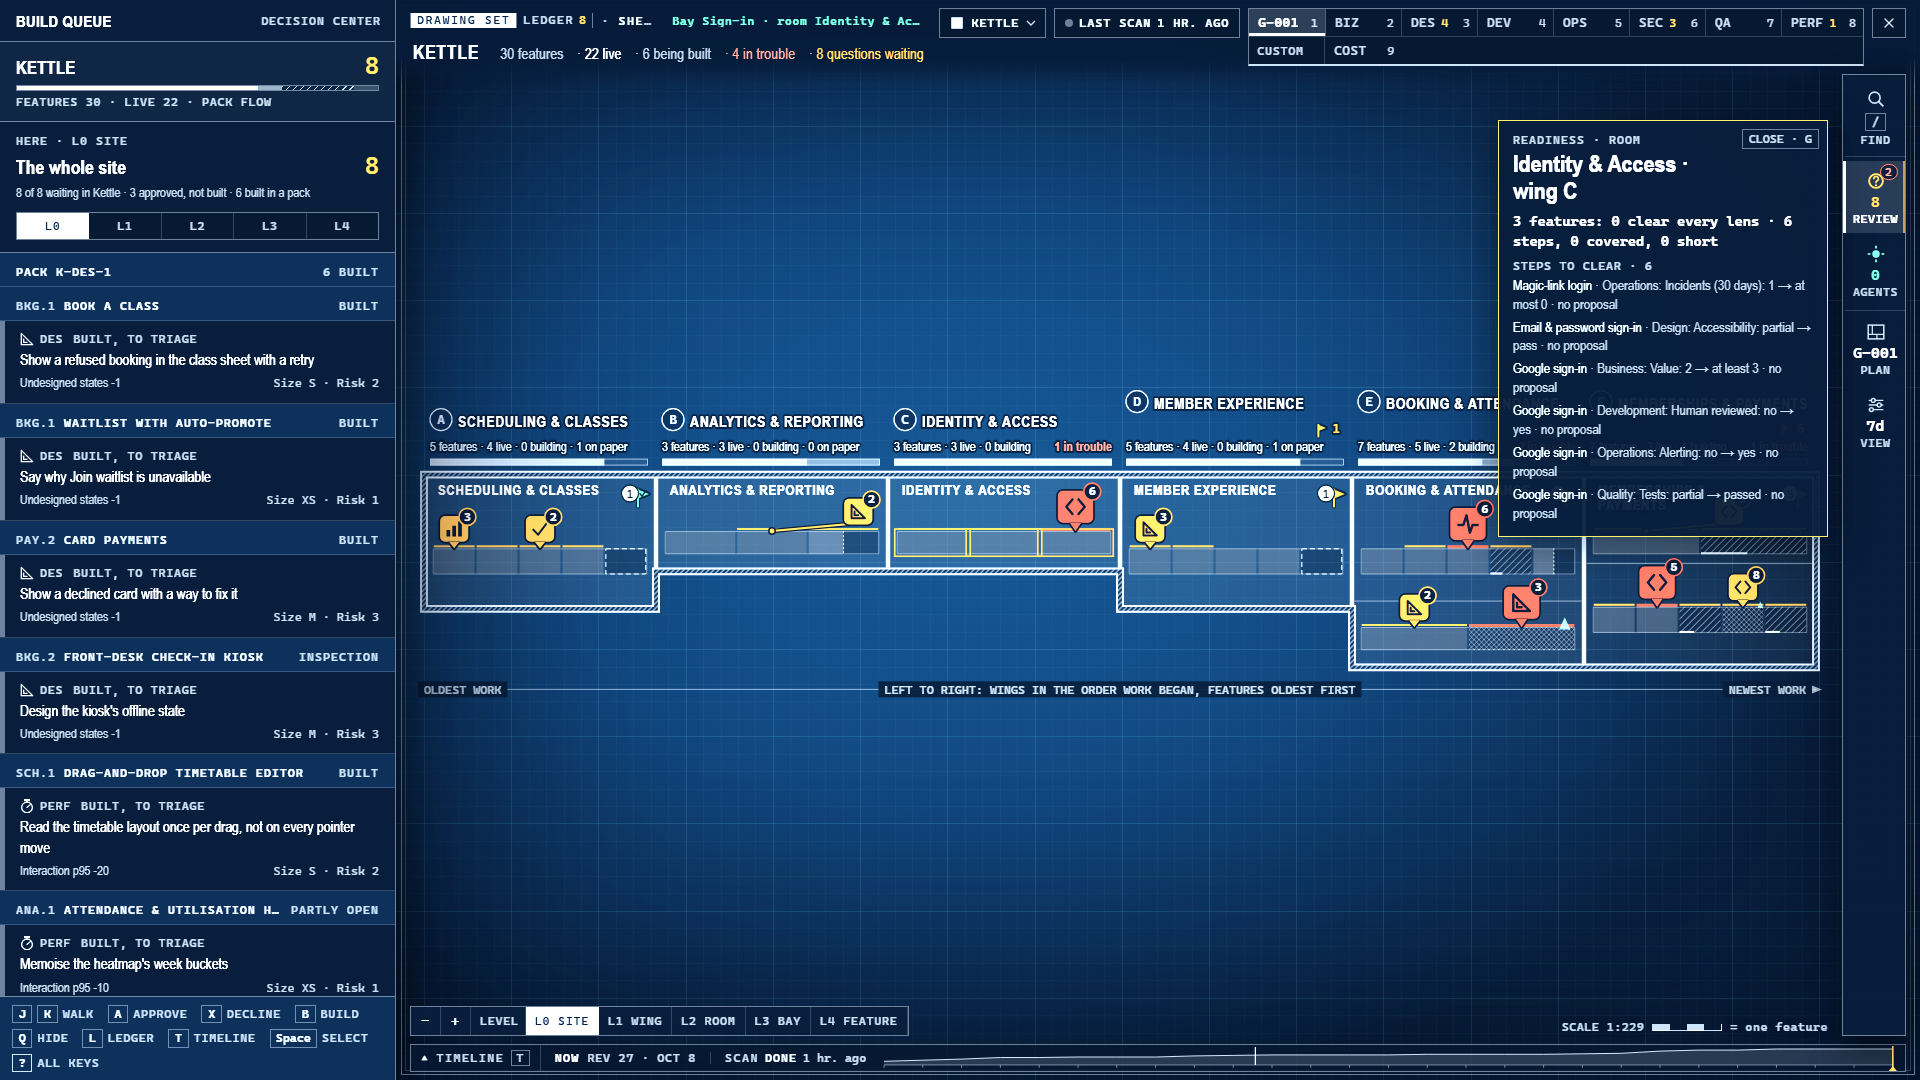 BUILD QUEUE
DECISION CENTER
KETTLE
8
FEATURES 30 · LIVE 22 · PACK FLOW
HERE · L0 SITE
The whole site
8
8 of 8 waiting in Kettle · 3 approved, not built · 6 built in a pack
L0
L1
L2
L3
L4
PACK K-DES-1
6 BUILT
BKG.1 BOOK A CLASS
BUILT
DES BUILT, TO TRIAGE
Show a refused booking in the class sheet with a retry
Undesigned states -1
Size S · Risk 2
BKG.1 WAITLIST WITH AUTO-PROMOTE
BUILT
DES BUILT, TO TRIAGE
Say why Join waitlist is unavailable
Undesigned states -1
Size XS · Risk 1
PAY.2 CARD PAYMENTS
BUILT
DES BUILT, TO TRIAGE
Show a declined card with a way to fix it
Undesigned states -1
Size M · Risk 3
BKG.2 FRONT-DESK CHECK-IN KIOSK
INSPECTION
DES BUILT, TO TRIAGE
Design the kiosk's offline state
Undesigned states -1
Size M · Risk 3
SCH.1 DRAG-AND-DROP TIMETABLE EDITOR
BUILT
PERF BUILT, TO TRIAGE
Read the timetable layout once per drag, not on every pointer
move
Interaction p95 -20
Size S · Risk 2
ANA.1 ATTENDANCE & UTILISATION H…
PARTLY OPEN
PERF BUILT, TO TRIAGE
Memoise the heatmap's week buckets
Interaction p95 -10
Size XS · Risk 1
J K WALK A APPROVE X DECLINE B BUILD
Q HIDE L LEDGER T TIMELINE Space SELECT
? ALL KEYS
DRAWING SET LEDGER 8 · SHE…
Bay Sign-in · room Identity & Ac…
KETTLE
LAST SCAN 1 HR. AGO
G-001 1
BIZ 2
DES 4 3
DEV 4
OPS 5
SEC 3 6
QA 7
PERF 1 8
CUSTOM
COST 9
KETTLE
30 features · 22 live · 6 being built · 4 in trouble · 8 questions waiting
/
FIND
2
8
REVIEW
0
AGENTS
G-001
PLAN
7d
VIEW
READINESS · ROOM
CLOSE · G
Identity & Access ·
wing C
3 features: 0 clear every lens · 6
steps, 0 covered, 0 short
STEPS TO CLEAR · 6
Magic-link login · Operations: Incidents (30 days): 1 → at
most 0 · no proposal
Email & password sign-in · Design: Accessibility: partial →
pass · no proposal
Google sign-in · Business: Value: 2 → at least 3 · no
proposal
Google sign-in · Development: Human reviewed: no →
yes · no proposal
Google sign-in · Operations: Alerting: no → yes · no
proposal
Google sign-in · Quality: Tests: partial → passed · no
proposal
A SCHEDULING & CLASSES
5 features · 4 live · 0 building · 1 on paper
B ANALYTICS & REPORTING
3 features · 3 live · 0 building · 0 on paper
C IDENTITY & ACCESS
3 features · 3 live · 0 building
1 in trouble
D MEMBER EXPERIENCE
1
5 features · 4 live · 0 building · 1 on paper
E BOOKING & ATTEN
7 features · 5 live · 2 building
SCHEDULING & CLASSES
1
3
2
ANALYTICS & REPORTING
2
IDENTITY & ACCESS
6
MEMBER EXPERIENCE
1
3
BOOKING & ATTENDA
6
2
3
5
8
OLDEST WORK
LEFT TO RIGHT: WINGS IN THE ORDER WORK BEGAN, FEATURES OLDEST FIRST
NEWEST WORK
− + LEVEL L0 SITE L1 WING L2 ROOM L3 BAY L4 FEATURE
SCALE 1:229 = one feature
TIMELINE T NOW REV 27 · OCT 8 SCAN DONE 1 hr. ago